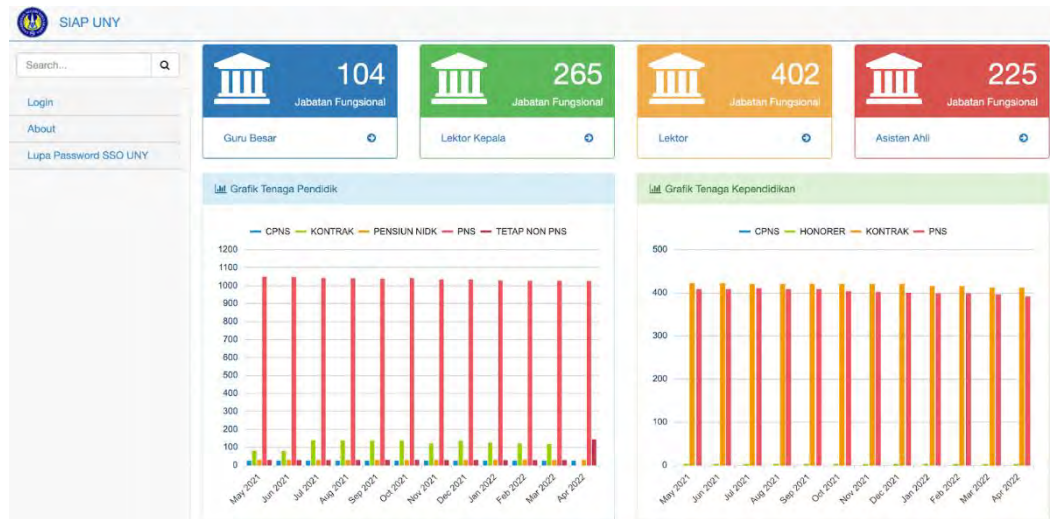 SIAP UNY
Search...
Login
About
Lupa Password SSO UNY
104
Jabatan Fungsional
Guru Besar
265
Jabatan Fungsional
Lektor Kepala
402
Jabatan Fungsional
Lektor
225
Jabatan Fungsional
Asisten Ahli
Grafik Tenaga Pendidik
CPNS KONTRAK PENSIUN NIDK PNS TETAP NON PNS
1200
1100
1000
900
800
700
600
500
400
300
200
100
0
May 2021 Jun 2021 Jul 2021 Aug 2021 Sep 2021 Oct 2021 Nov 2021 Dec 2021 Jan 2022 Feb 2022 Mar 2022 Apr 2022
Grafik Tenaga Kependidikan
CPNS HONORER KONTRAK PNS
500
400
300
200
100
0
May 2021 Jun 2021 Jul 2021 Aug 2021 Sep 2021 Oct 2021 Nov 2021 Dec 2021 Jan 2022 Feb 2022 Mar 2022 Apr 2022